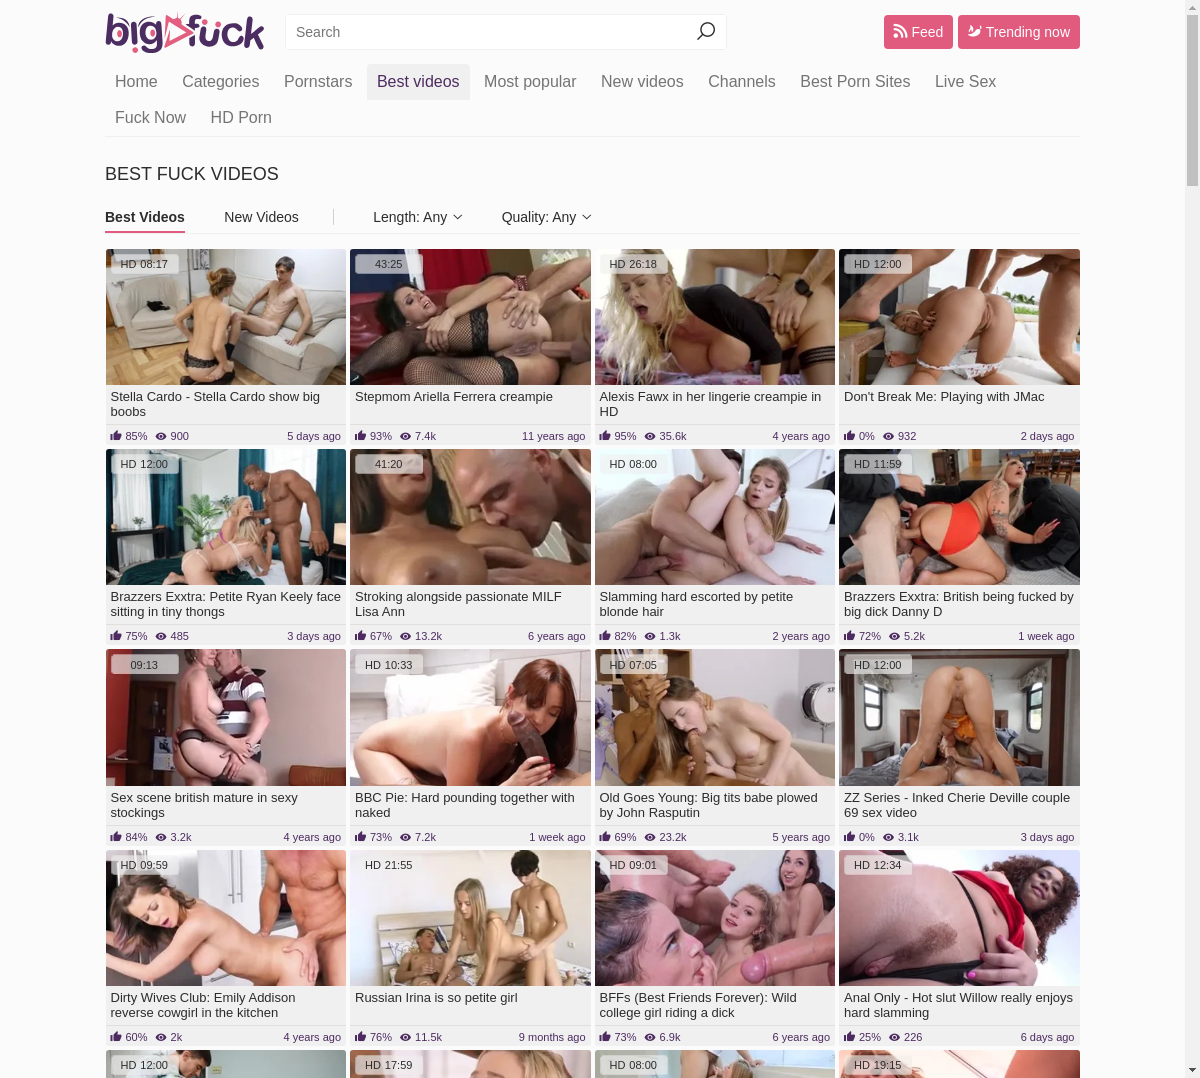 bigfuck
Search
Feed
Trending now
Home Categories Pornstars Best videos Most popular New videos Channels Best Porn Sites Live Sex
Fuck Now HD Porn
BEST FUCK VIDEOS
Best Videos New Videos Length: Any Quality: Any
HD 08:17
43:25
HD 26:18
HD 12:00
Stella Cardo - Stella Cardo show big
boobs
85% 900 5 days ago
Stepmom Ariella Ferrera creampie
93% 7.4k 11 years ago
Alexis Fawx in her lingerie creampie in
HD
95% 35.6k 4 years ago
Don't Break Me: Playing with JMac
0% 932 2 days ago
HD 12:00
41:20
HD 08:00
HD 11:59
Brazzers Exxtra: Petite Ryan Keely face
sitting in tiny thongs
75% 485 3 days ago
Stroking alongside passionate MILF
Lisa Ann
67% 13.2k 6 years ago
Slamming hard escorted by petite
blonde hair
82% 1.3k 2 years ago
Brazzers Exxtra: British being fucked by
big dick Danny D
72% 5.2k 1 week ago
09:13
HD 10:33
HD 07:05
HD 12:00
Sex scene british mature in sexy
stockings
84% 3.2k 4 years ago
BBC Pie: Hard pounding together with
naked
73% 7.2k 1 week ago
Old Goes Young: Big tits babe plowed
by John Rasputin
69% 23.2k 5 years ago
ZZ Series - Inked Cherie Deville couple
69 sex video
0% 3.1k 3 days ago
HD 09:59
HD 21:55
HD 09:01
HD 12:34
Dirty Wives Club: Emily Addison
reverse cowgirl in the kitchen
60% 2k 4 years ago
Russian Irina is so petite girl
76% 11.5k 9 months ago
BFFs (Best Friends Forever): Wild
college girl riding a dick
73% 6.9k 6 years ago
Anal Only - Hot slut Willow really enjoys
hard slamming
25% 226 6 days ago
HD 12:00
HD 17:59
HD 08:00
HD 19:15